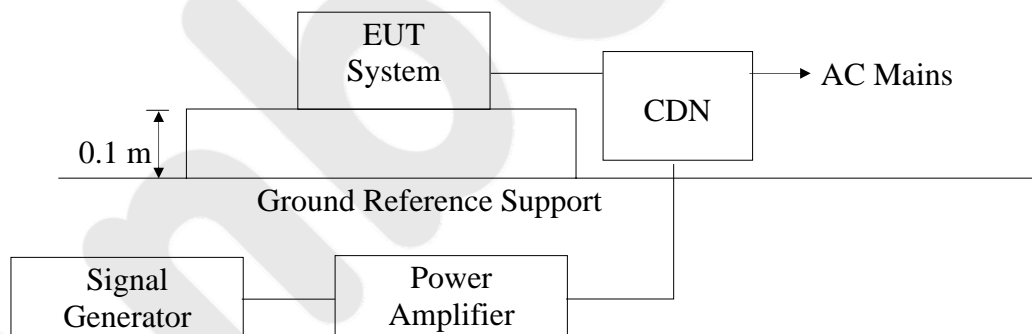 EUT
System
AC Mains
CDN
0.1 m
Ground Reference Support
Signal
Generator
Power
Amplifier